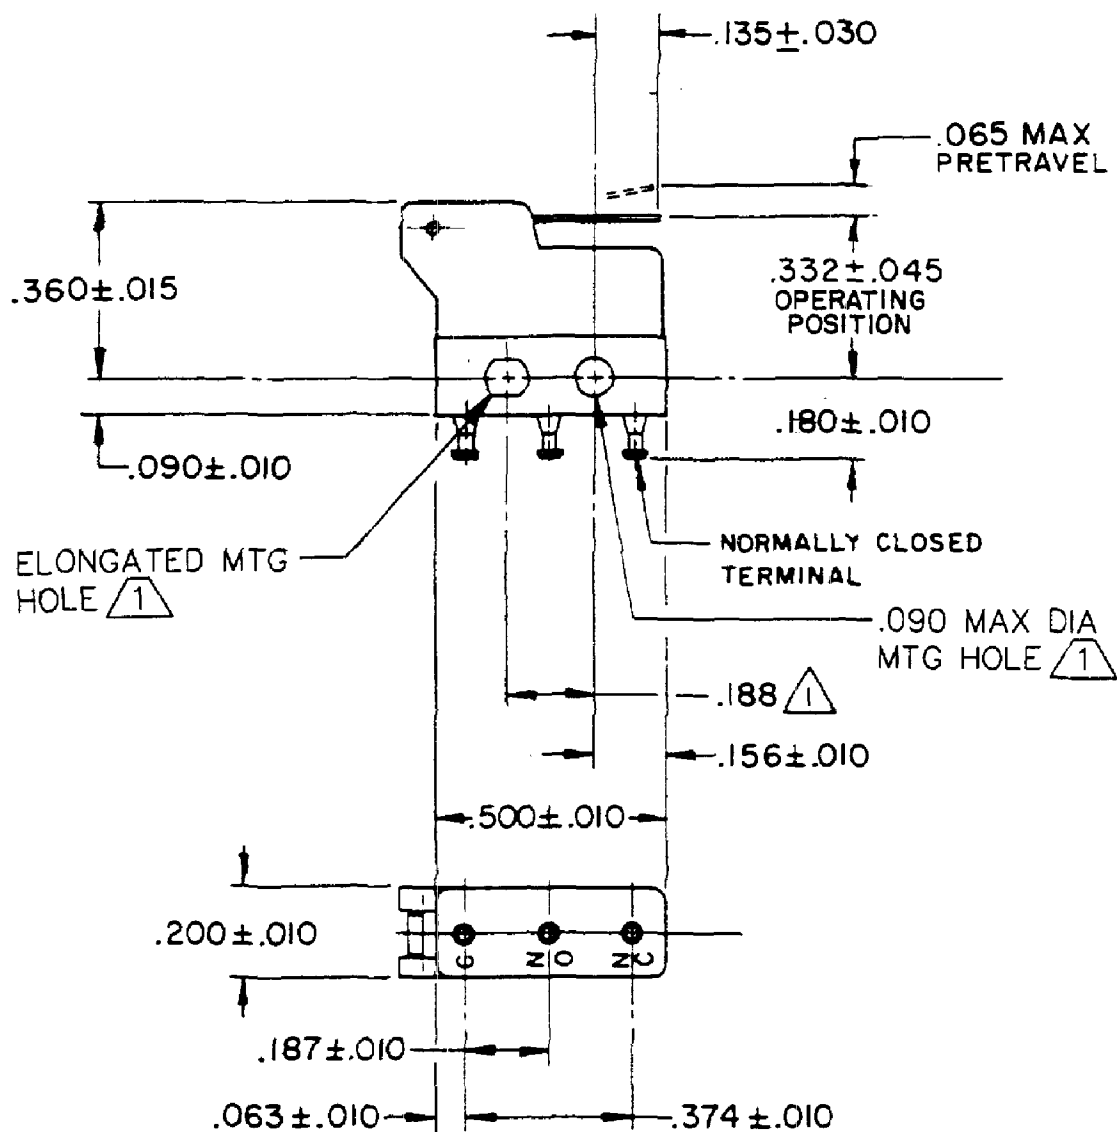 .135±.030
.065 MAX
PRETRAVEL
.360±.015
.332±.045
OPERATING
POSITION
.180±.010
.090±.010
ELONGATED MTG
HOLE 1
NORMALLY CLOSED
TERMINAL
.090 MAX DIA
MTG HOLE 1
.188 1
.156±.010
.500±.010
.200±.010
C NO NC
.187±.010
.063±.010
.374±.010